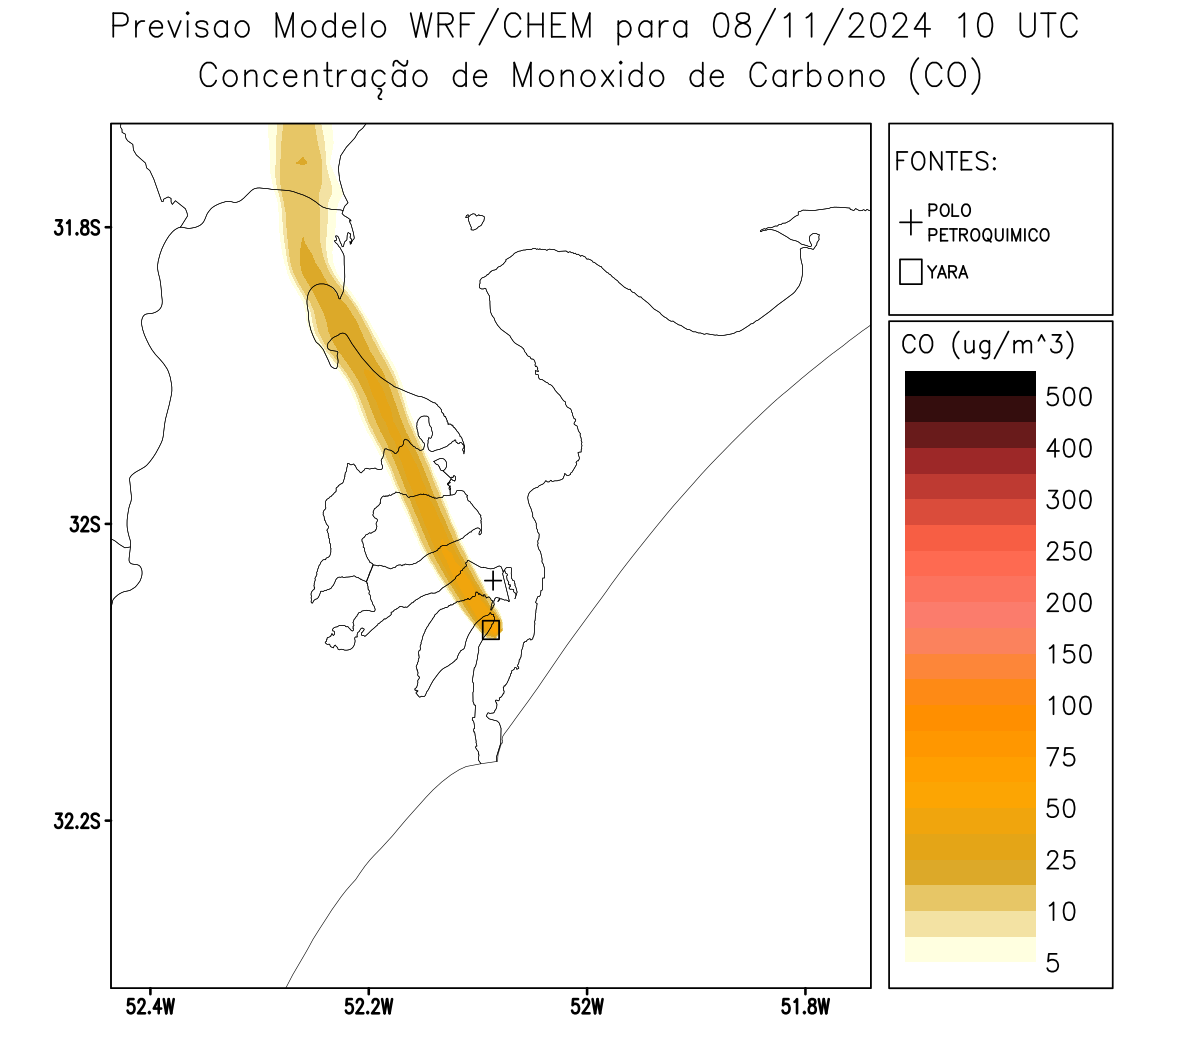 Previsao Modelo WRF/CHEM para 08/11/2024 10 UTC
Concentração de Monoxido de Carbono (CO)
FONTES:
POLO
PETROQUIMICO
YARA
CO (ug/m^3)
500
400
300
250
200
150
100
75
50
25
10
5
31.8S
32S
32.2S
52.4W
52.2W
52W
51.8W